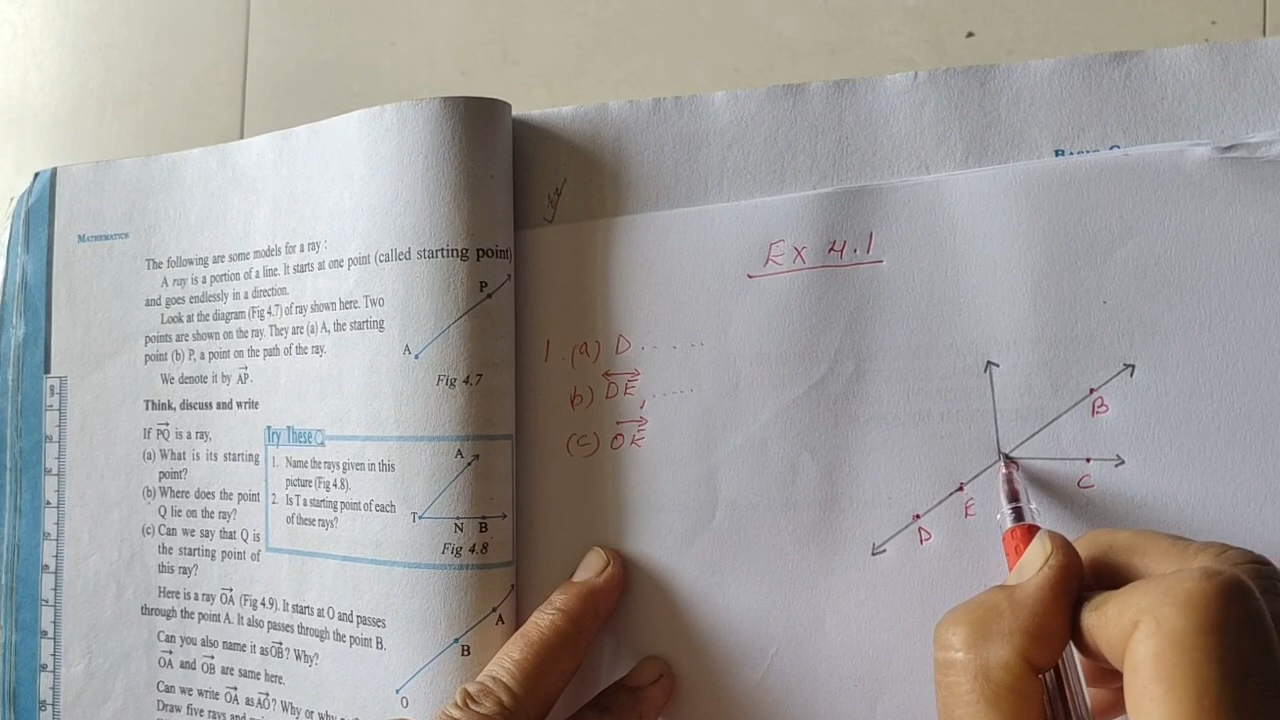 MATHEMATICS
The following are some models for a ray :
A ray is a portion of a line. It starts at one point (called starting point)
and goes endlessly in a direction.
Look at the diagram (Fig 4.7) of ray shown here. Two
points are shown on the ray. They are (a) A, the starting
point (b) P, a point on the path of the ray.
We denote it by AP.
P
A
Fig 4.7
Think, discuss and write
If PQ is a ray,
(a) What is its starting
point?
(b) Where does the point
Q lie on the ray?
(c) Can we say that Q is
the starting point of
this ray?
Try These
1. Name the rays given in this
picture (Fig 4.8).
2. Is T a starting point of each
of these rays?
A
T
N B
Fig 4.8
Here is a ray OA (Fig 4.9). It starts at O and passes
through the point A. It also passes through the point B.
Can you also name it as OB? Why?
OA and OB are same here.
Can we write OA as AO? Why or why
Draw five rays and
A
B
O
Ex 4.1
1. (a) D......
b) DE, .....
(c) OE
B
C
E
D